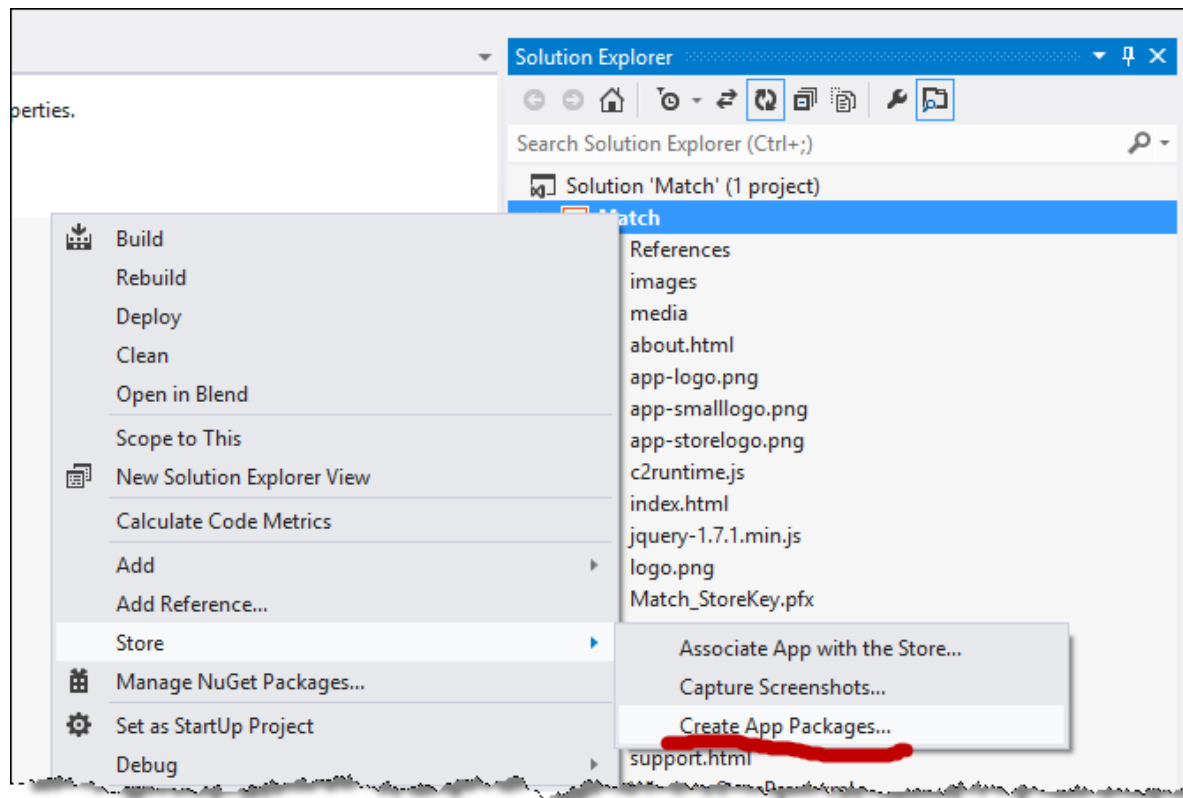 Solution Explorer
perties.
Search Solution Explorer (Ctrl+;)
Solution 'Match' (1 project)
atch
References
images
media
about.html
app-logo.png
app-smalllogo.png
app-storelogo.png
c2runtime.js
index.html
jquery-1.7.1.min.js
logo.png
Match_StoreKey.pfx
support.html
Build
Rebuild
Deploy
Clean
Open in Blend
Scope to This
New Solution Explorer View
Calculate Code Metrics
Add
Add Reference...
Store
Manage NuGet Packages...
Set as StartUp Project
Debug
Associate App with the Store...
Capture Screenshots...
Create App Packages...